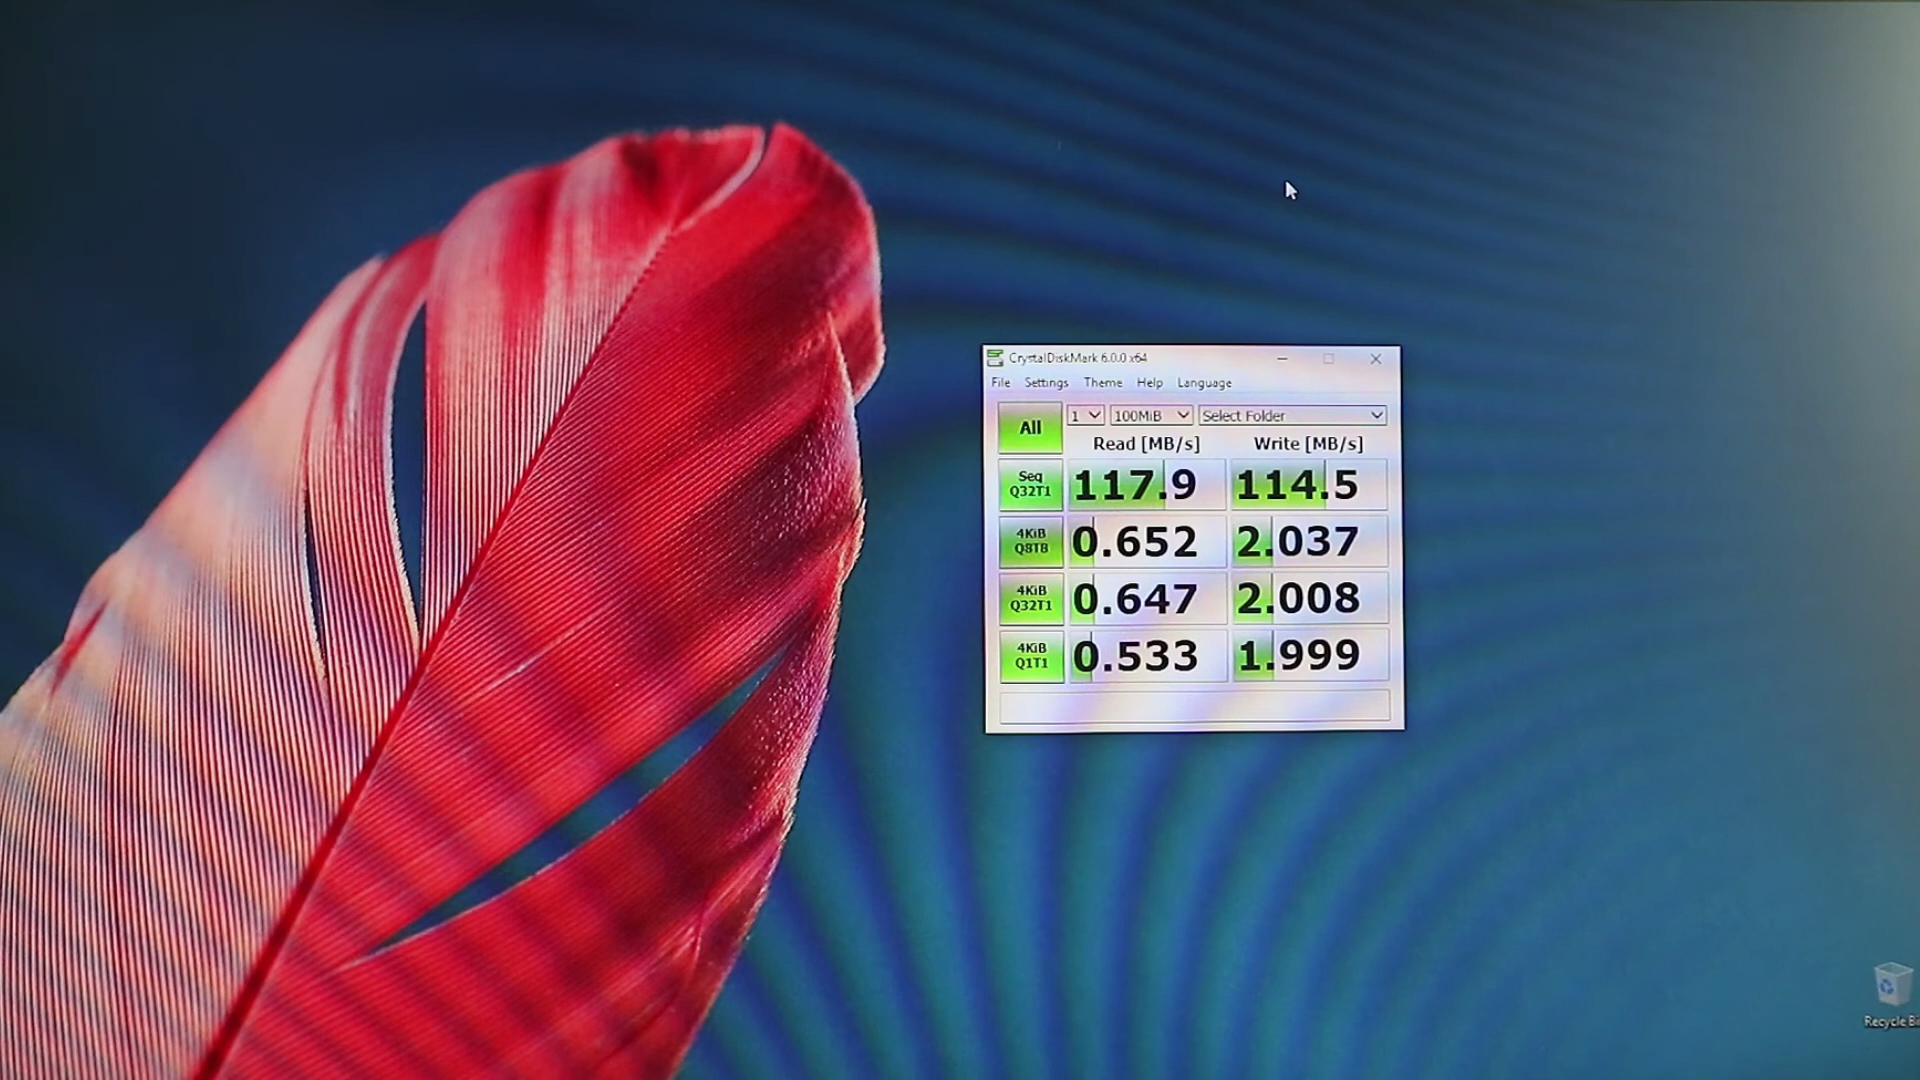 CrystalDiskMark 6.0.0 x64
File Settings Theme Help Language
All 1 100MiB Select Folder
Read [MB/s] Write [MB/s]
Seq Q32T1 117.9 114.5
4KiB Q8T8 0.652 2.037
4KiB Q32T1 0.647 2.008
4KiB Q1T1 0.533 1.999
Recycle Bi